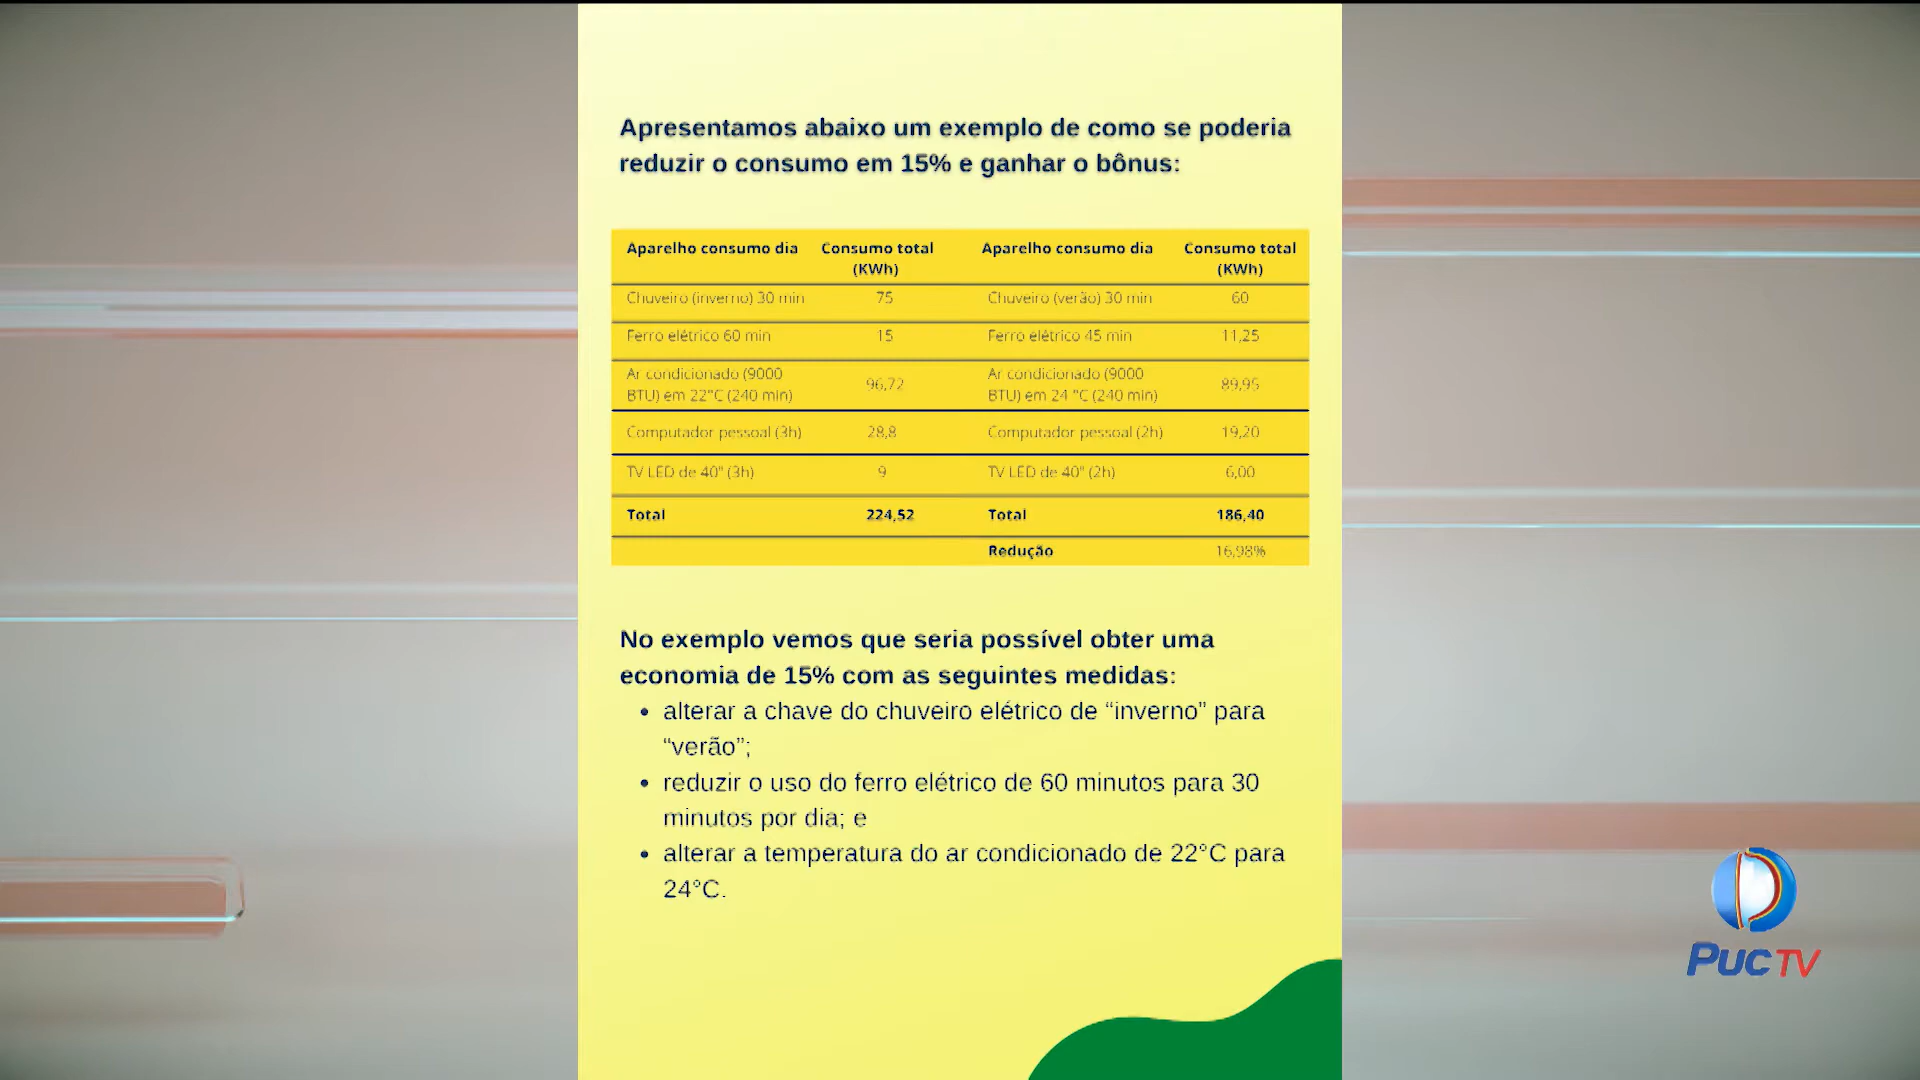 Apresentamos abaixo um exemplo de como se poderia
reduzir o consumo em 15% e ganhar o bônus:
Aparelho consumo dia Consumo total (KWh) Aparelho consumo dia Consumo total (KWh)
Chuveiro (inverno) 30 min 75 Chuveiro (verão) 30 min 60
Ferro elétrico 60 min 15 Ferro elétrico 45 min 11,25
Ar condicionado (9000 BTU) em 22°C (240 min) 96,72 Ar condicionado (9000 BTU) em 24 °C (240 min) 89,95
Computador pessoal (3h) 28,8 Computador pessoal (2h) 19,20
TV LED de 40" (3h) 9 TV LED de 40" (2h) 6,00
Total 224,52 Total 186,40
Redução 16,98%
No exemplo vemos que seria possível obter uma
economia de 15% com as seguintes medidas:
• alterar a chave do chuveiro elétrico de “inverno” para
“verão”;
• reduzir o uso do ferro elétrico de 60 minutos para 30
minutos por dia; e
• alterar a temperatura do ar condicionado de 22°C para
24°C.
PUC TV